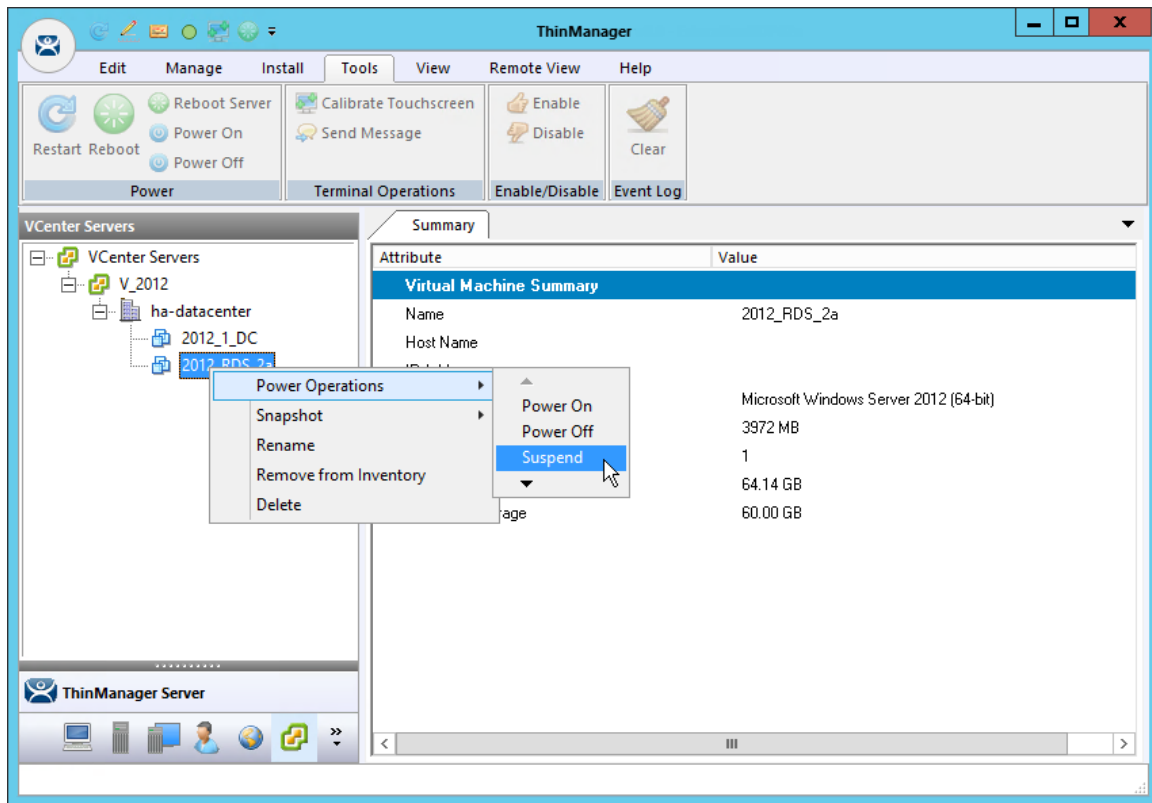 ThinManager
Edit Manage Install Tools View Remote View Help
Restart Reboot
Reboot Server
Power On
Power Off
Power
Calibrate Touchscreen
Send Message
Terminal Operations
Enable
Disable
Enable/Disable
Clear
Event Log
VCenter Servers
VCenter Servers
V_2012
ha-datacenter
2012_1_DC
2012_RDS_2a
Power Operations
Snapshot
Rename
Remove from Inventory
Delete
Power On
Power Off
Suspend
Summary
Attribute Value
Virtual Machine Summary
Name 2012_RDS_2a
Host Name
Microsoft Windows Server 2012 (64-bit)
3972 MB
1
64.14 GB
rage 60.00 GB
ThinManager Server